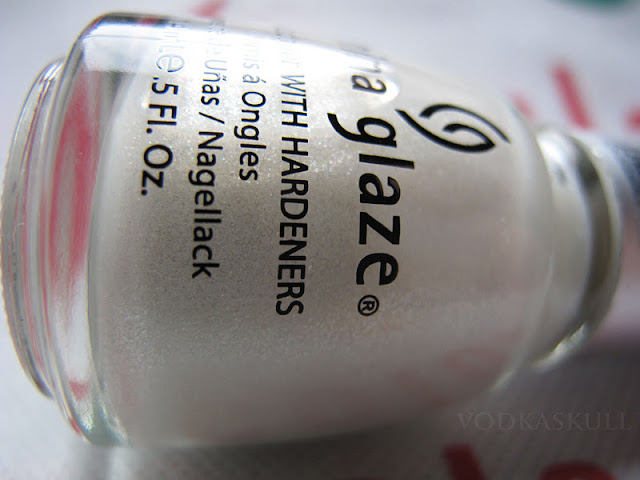 glaze®
WITH HARDENERS
á Ongles
Uñas / Nagellack
.5 Fl. Oz.
VODKASKULL